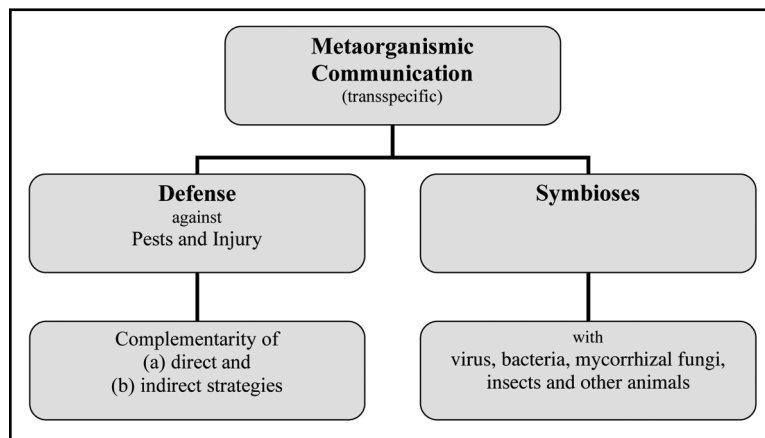 Metaorganismic
Communication
(transspecific)
Defense
against
Pests and Injury
Symbioses
Complementarity of
(a) direct and
(b) indirect strategies
with
virus, bacteria, mycorrhizal fungi,
insects and other animals